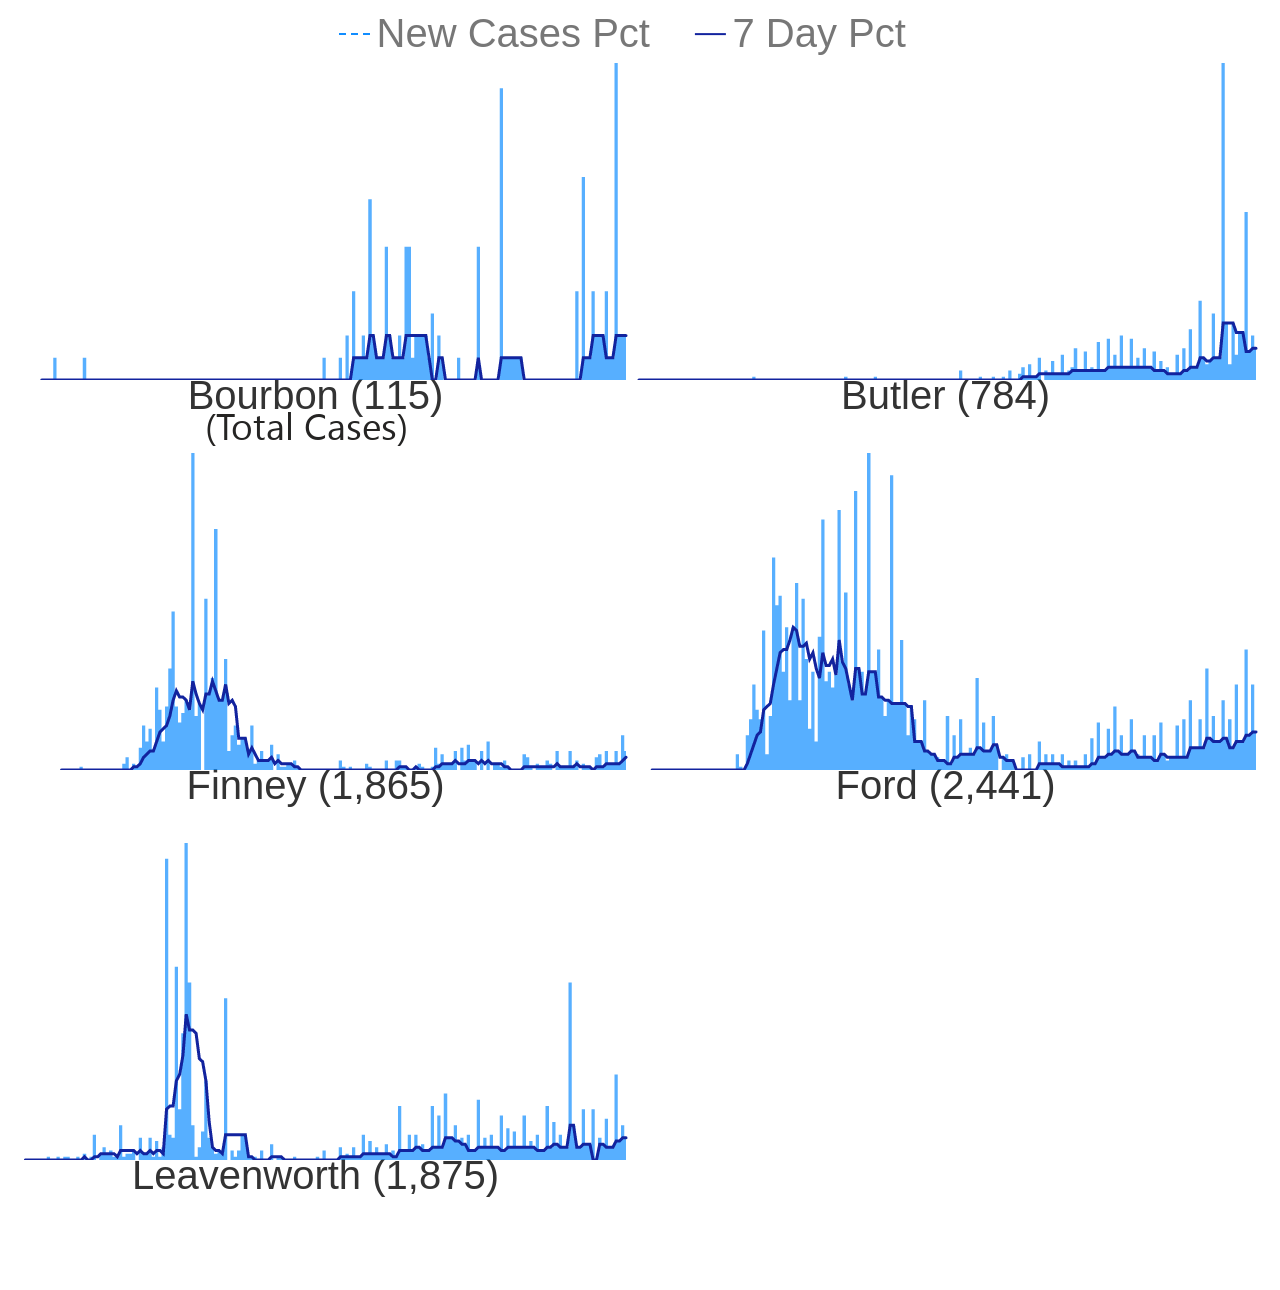 New Cases Pct 7 Day Pct
Bourbon (115) Butler (784)
(Total Cases)
Finney (1,865) Ford (2,441)
Leavenworth (1,875)